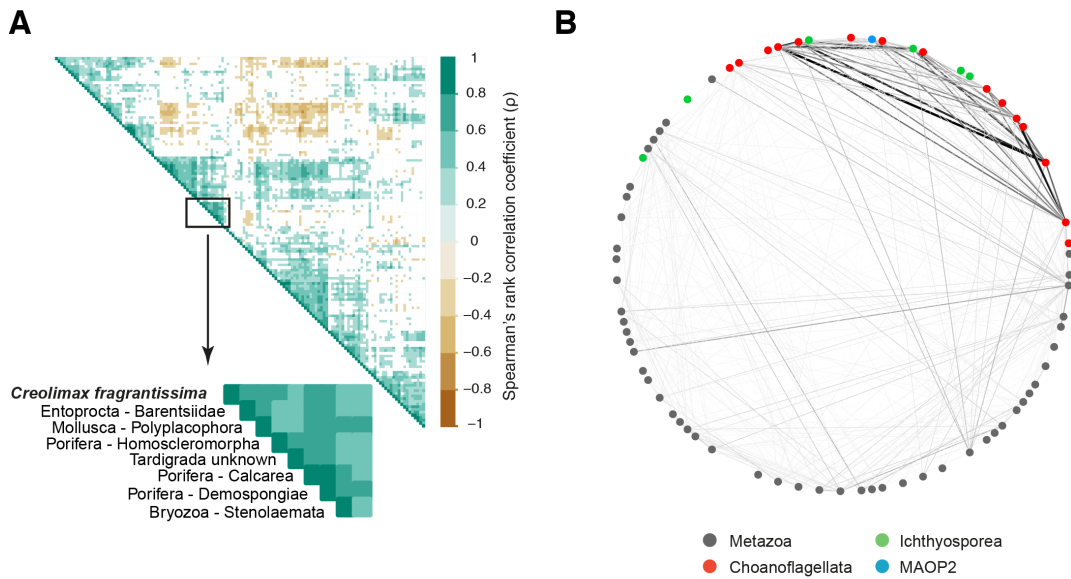 A
B
1
0.8
0.6
0.4
0.2
0
−0.2
−0.4
−0.6
−0.8
−1
Spearman's rank correlation coefficient (ρ)
Creolimax fragrantissima
Entoprocta - Barentsiidae
Mollusca - Polyplacophora
Porifera - Homoscleromorpha
Tardigrada unknown
Porifera - Calcarea
Porifera - Demospongiae
Bryozoa - Stenolaemata
Metazoa
Choanoflagellata
Ichthyosporea
MAOP2